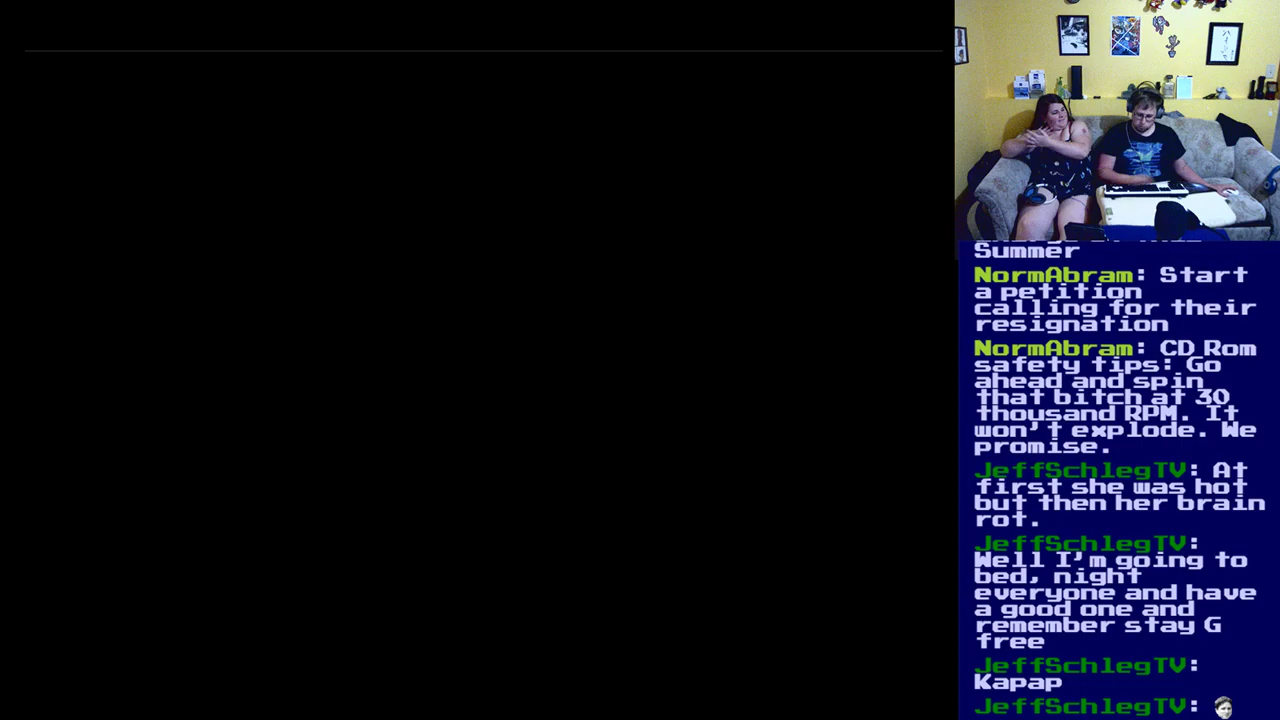 Summer
NormAbram: Start
a petition
calling for their
resignation
NormAbram: CD Rom
safety tips: Go
ahead and spin
that bitch at 30
thousand RPM. It
won't explode. We
promise.
JeffSchlegTV: At
first she was hot
but then her brain
rot.
JeffSchlegTV:
Well I'm going to
bed, night
everyone and have
a good one and
remember stay G
free
JeffSchlegTV:
Kapap
JeffSchlegTV: